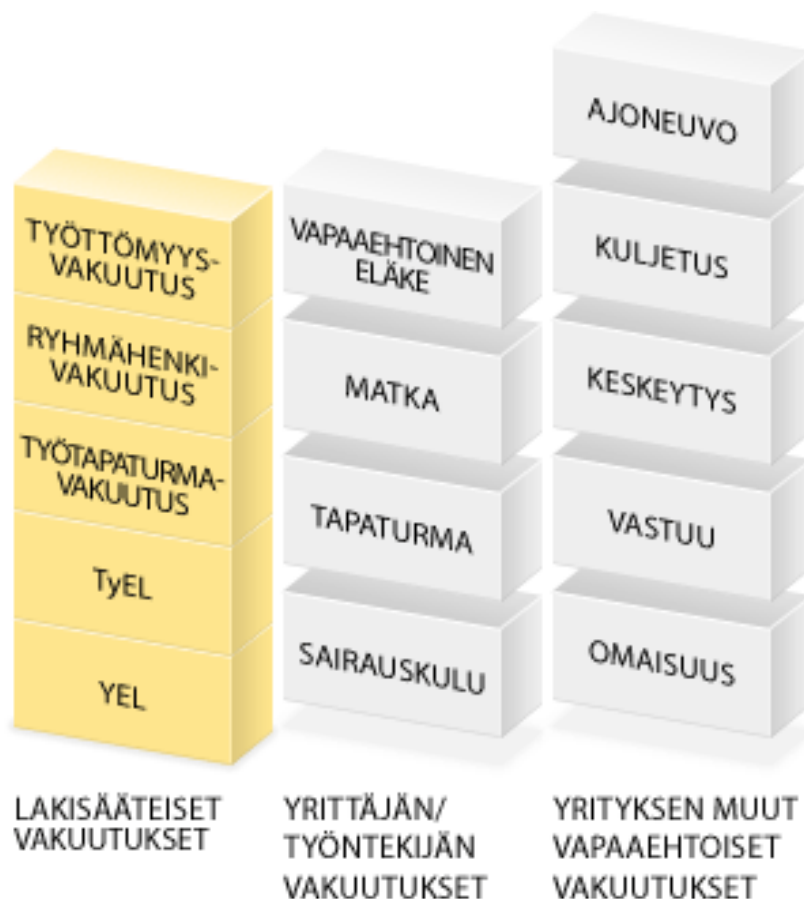 TYÖTTÖMYYS-
VAKUUTUS
RYHMÄHENKI-
VAKUUTUS
TYÖTAPATURMA-
VAKUUTUS
TyEL
YEL
LAKISÄÄTEISET
VAKUUTUKSET
VAPAAEHTOINEN
ELÄKE
MATKA
TAPATURMA
SAIRAUSKULU
YRITTÄJÄN/
TYÖNTEKIJÄN
VAKUUTUKSET
AJONEUVO
KULJETUS
KESKEYTYS
VASTUU
OMAISUUS
YRITYKSEN MUUT
VAPAAEHTOISET
VAKUUTUKSET